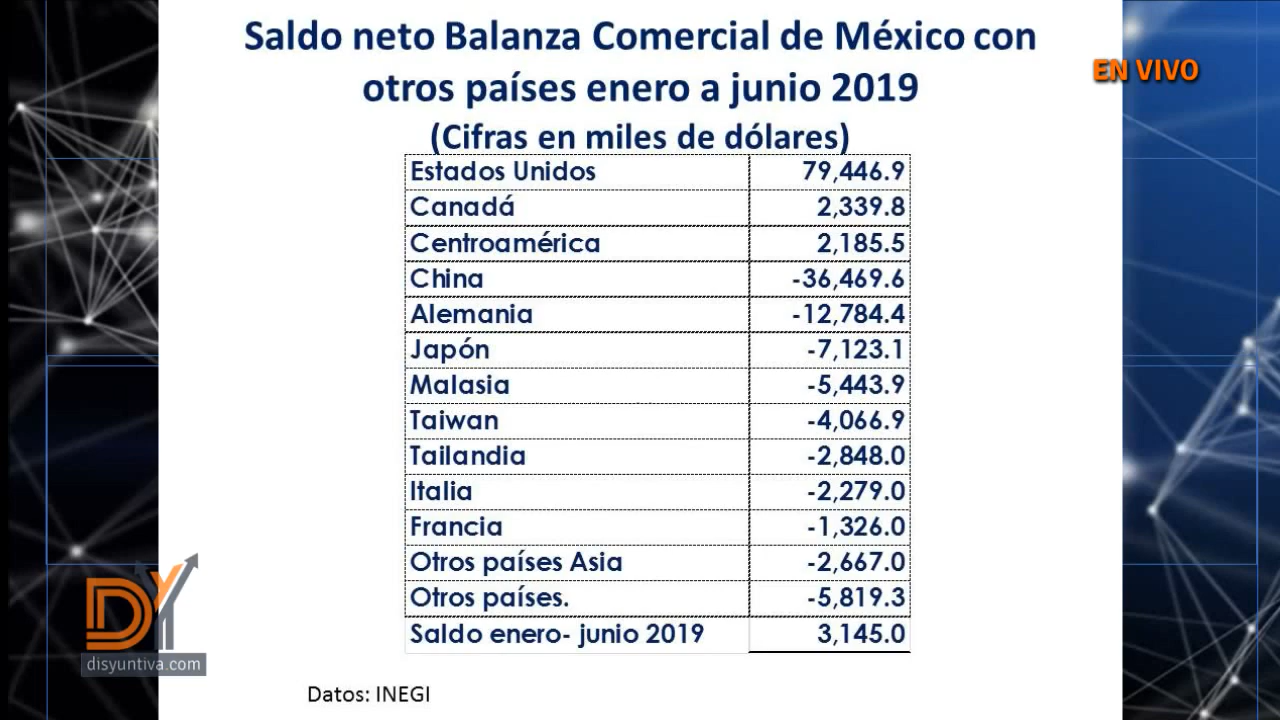 Saldo neto Balanza Comercial de México con
otros países enero a junio 2019
(Cifras en miles de dólares)
EN VIVO
Estados Unidos 79,446.9
Canadá 2,339.8
Centroamérica 2,185.5
China -36,469.6
Alemania -12,784.4
Japón -7,123.1
Malasia -5,443.9
Taiwan -4,066.9
Tailandia -2,848.0
Italia -2,279.0
Francia -1,326.0
Otros países Asia -2,667.0
Otros países. -5,819.3
Saldo enero- junio 2019 3,145.0
DY
disyuntiva.com
Datos: INEGI